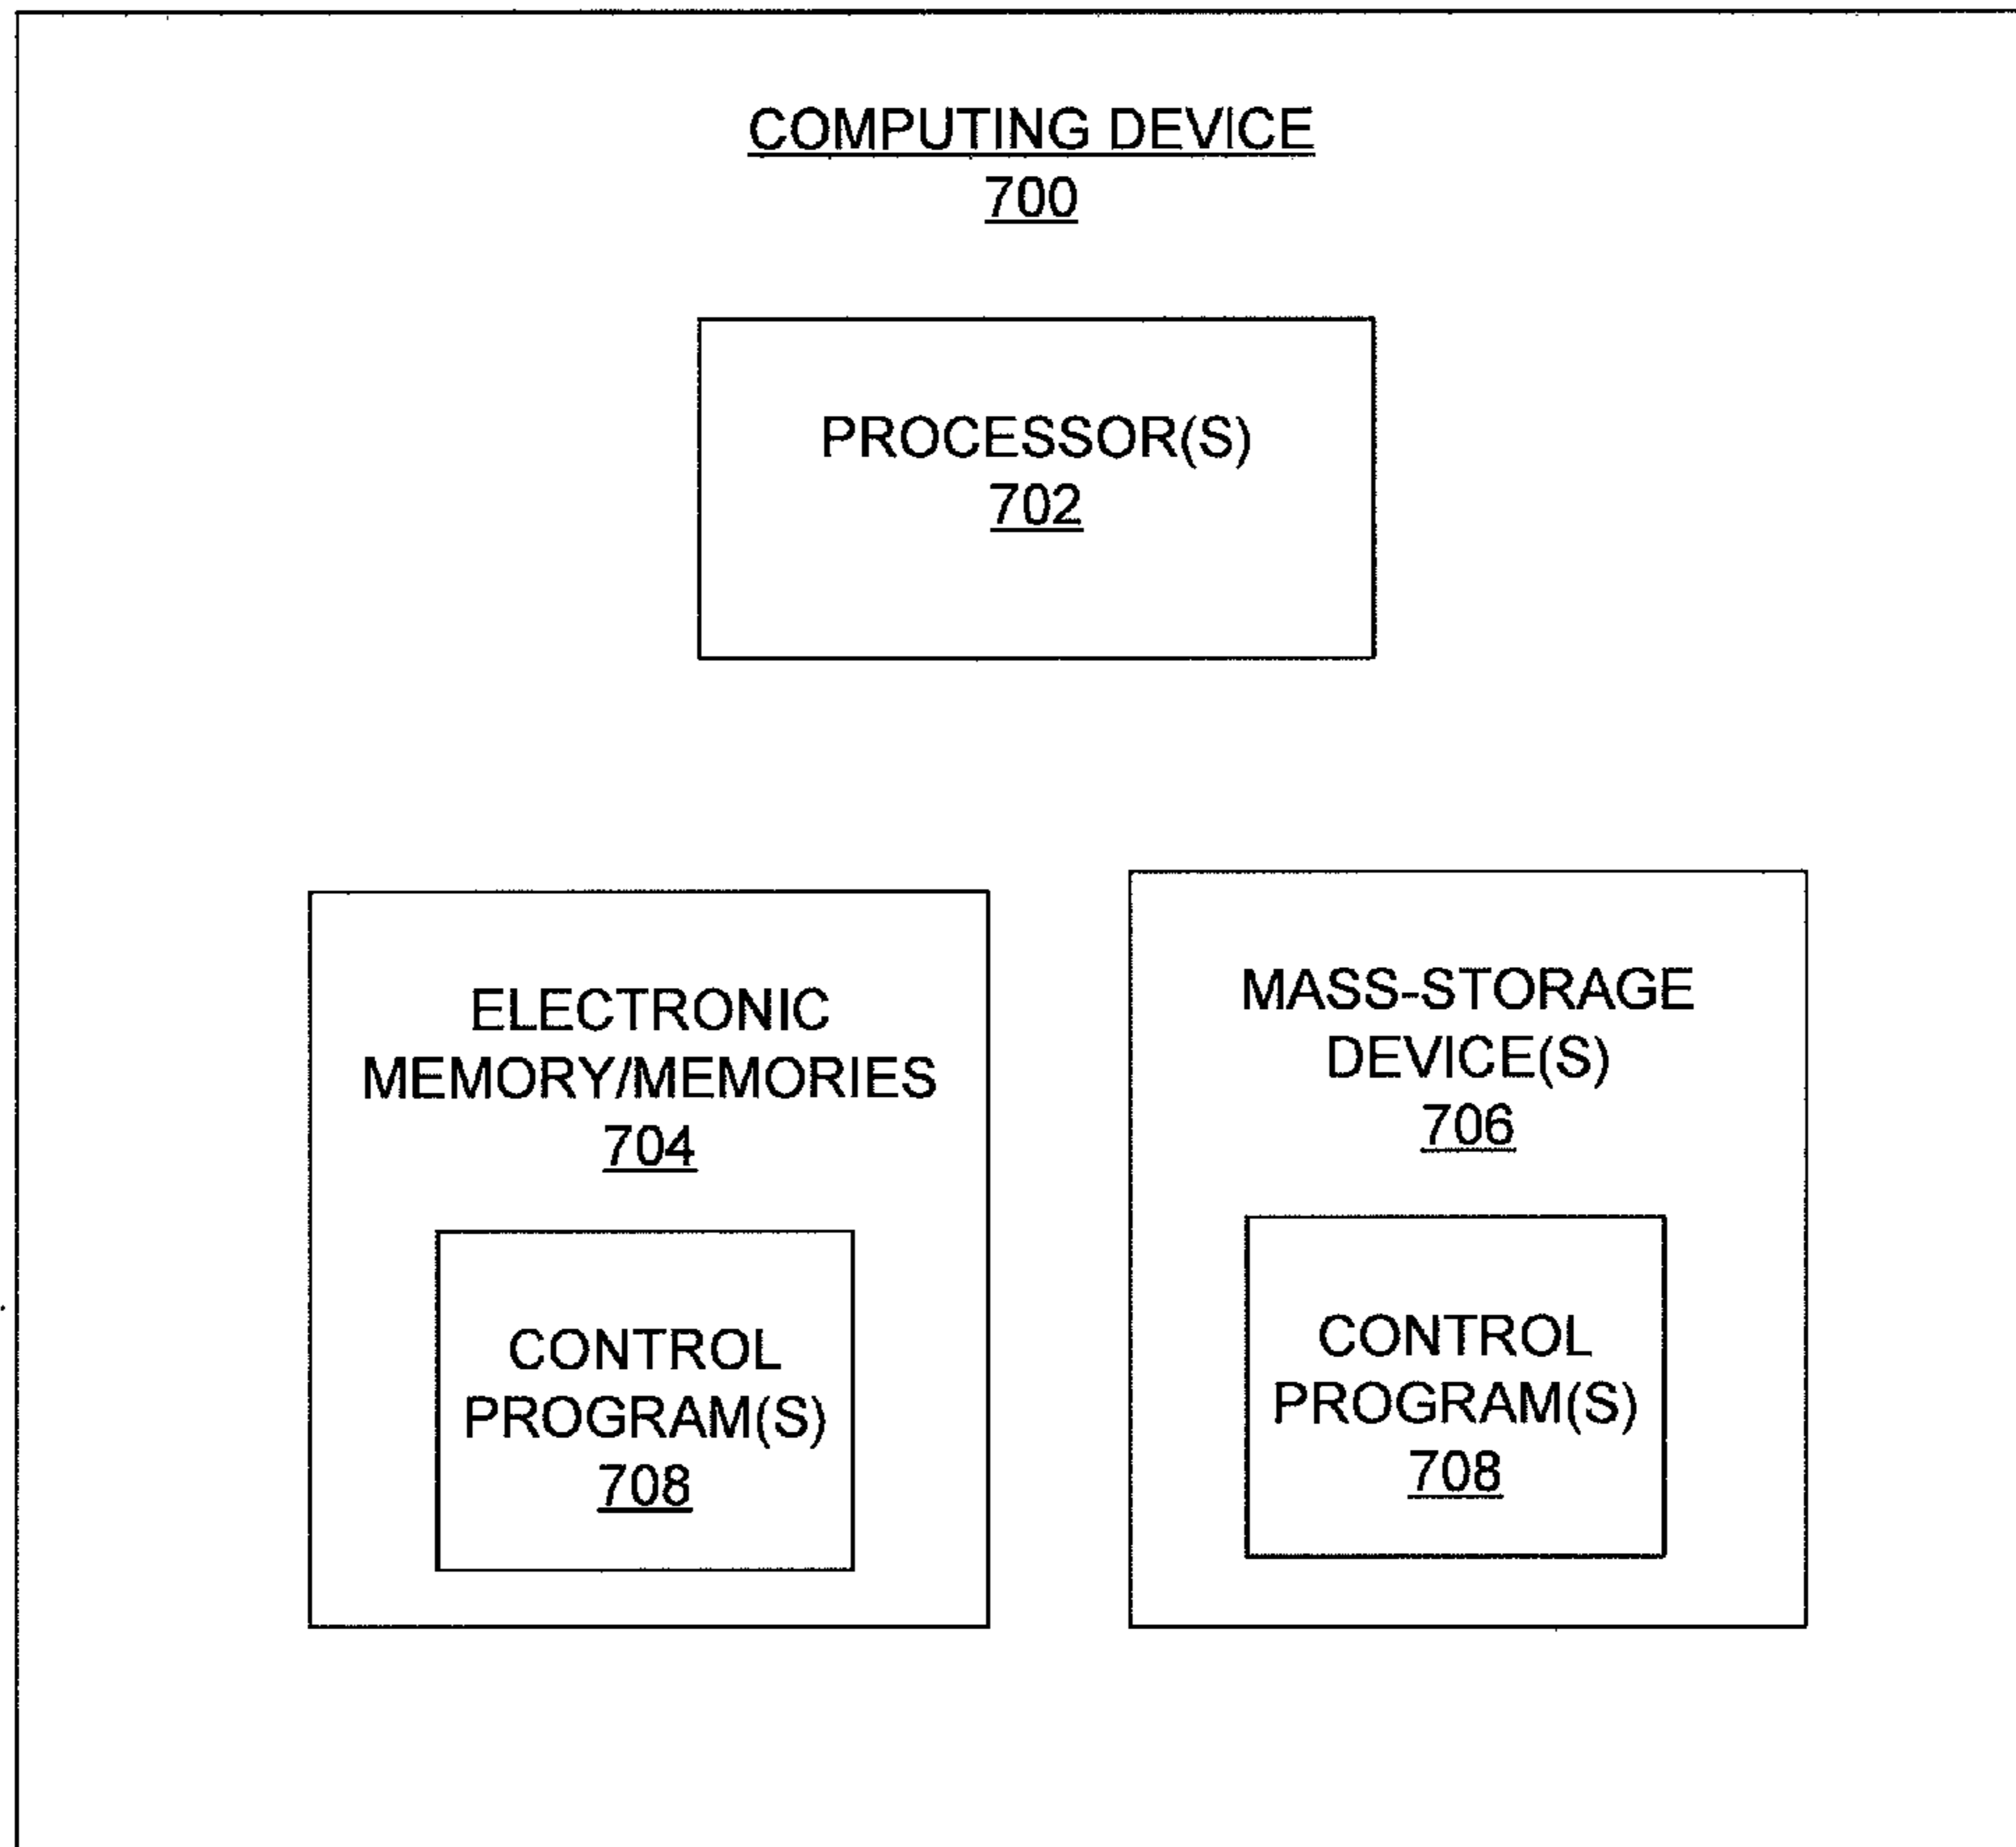 COMPUTING DEVICE
700
PROCESSOR(S)
702
ELECTRONIC
MEMORY/MEMORIES
704
CONTROL
PROGRAM(S)
708
MASS-STORAGE
DEVICE(S)
706
CONTROL
PROGRAM(S)
708